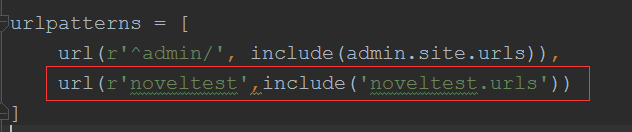 urlpatterns = [
url(r'^admin/', include(admin.site.urls)),
url(r'noveltest',include('noveltest.urls'))
]